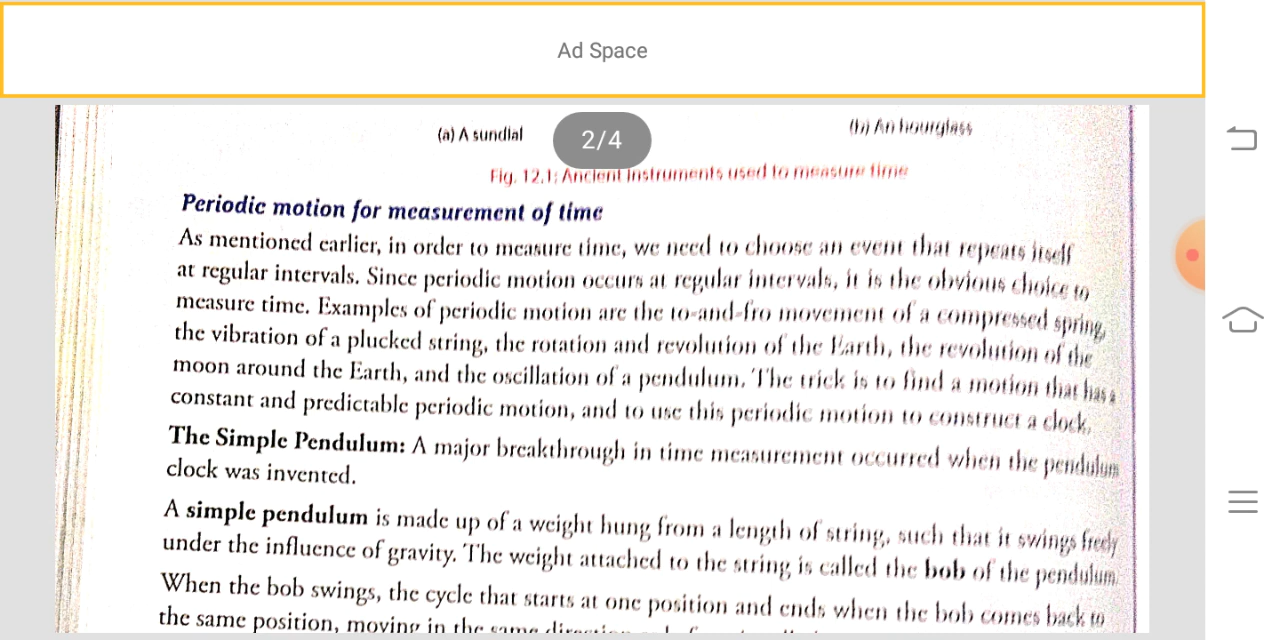 Ad Space
(a) A sundial
2/4
(b) An hourglass
Fig. 12.1: Ancient instruments used to measure time
Periodic motion for measurement of time
As mentioned earlier, in order to measure time, we need to choose an event that repeats itself
at regular intervals. Since periodic motion occurs at regular intervals, it is the obvious choice to
measure time. Examples of periodic motion are the to-and-fro movement of a compressed spring,
the vibration of a plucked string, the rotation and revolution of the Earth, the revolution of the
moon around the Earth, and the oscillation of a pendulum. The trick is to find a motion that has a
constant and predictable periodic motion, and to use this periodic motion to construct a clock.
The Simple Pendulum: A major breakthrough in time measurement occurred when the pendulum
clock was invented.
A simple pendulum is made up of a weight hung from a length of string, such that it swings freely
under the influence of gravity. The weight attached to the string is called the bob of the pendulum.
When the bob swings, the cycle that starts at one position and ends when the bob comes back to
the same position, moving in the same